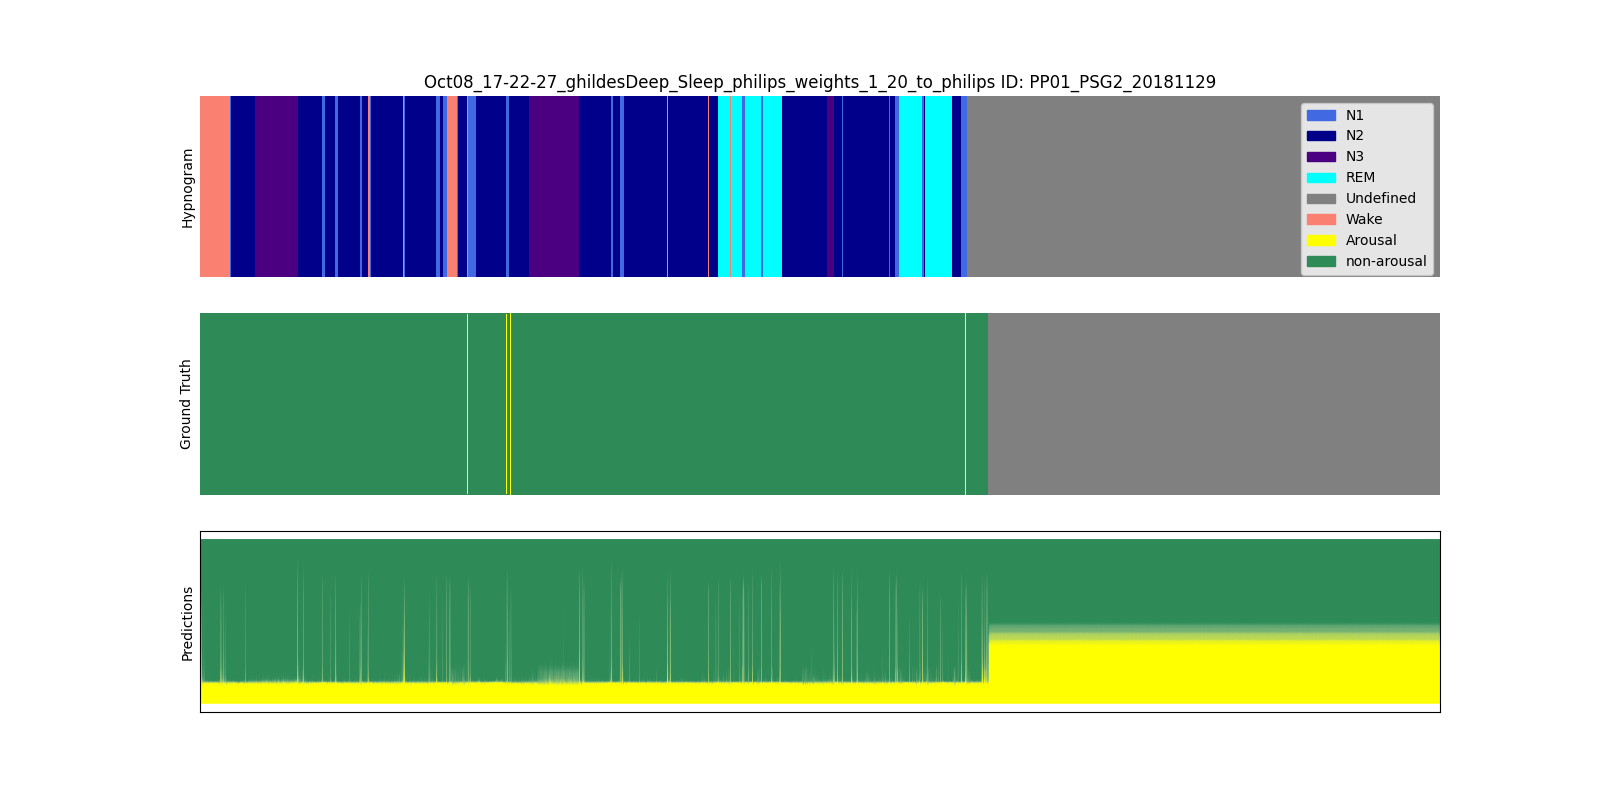 Oct08_17-22-27_ghildesDeep_Sleep_philips_weights_1_20_to_philips ID: PP01_PSG2_20181129
Hypnogram
N1
N2
N3
REM
Undefined
Wake
Arousal
non-arousal
Ground Truth
Predictions